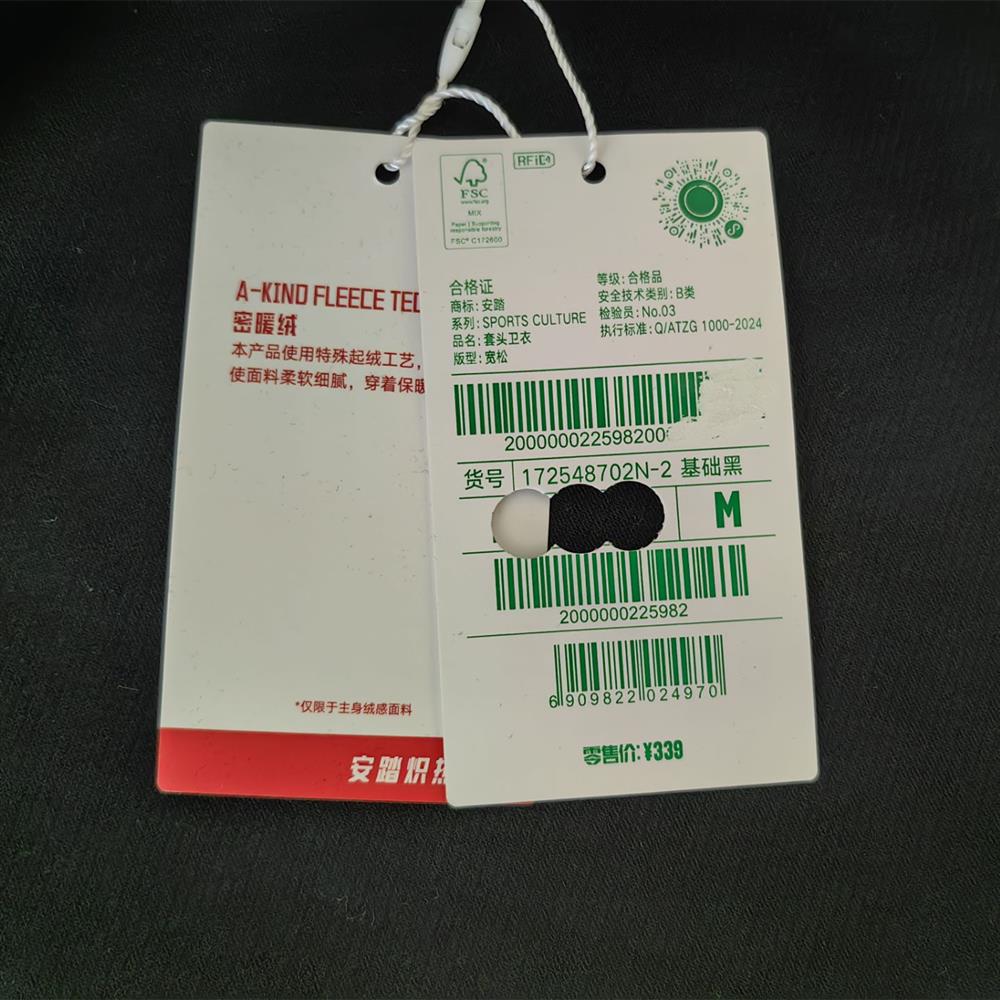 A-KIND FLEECE TEC
密暖绒
本产品使用特殊起绒工艺，
使面料柔软细腻，穿着保暖
*仅限于主身绒感面料
安踏炽热
FSC
www.fsc.org
MIX
Paper | Supporting
responsible forestry
FSC® C172600
RFID
合格证
商标: 安踏
系列: SPORTS CULTURE
品名: 套头卫衣
版型: 宽松
等级: 合格品
安全技术类别: B类
检验员: No.03
执行标准: Q/ATZG 1000-2024
200000022598200
货号 172548702N-2 基础黑
M
2000000225982
6 909822 024970
零售价: ¥339